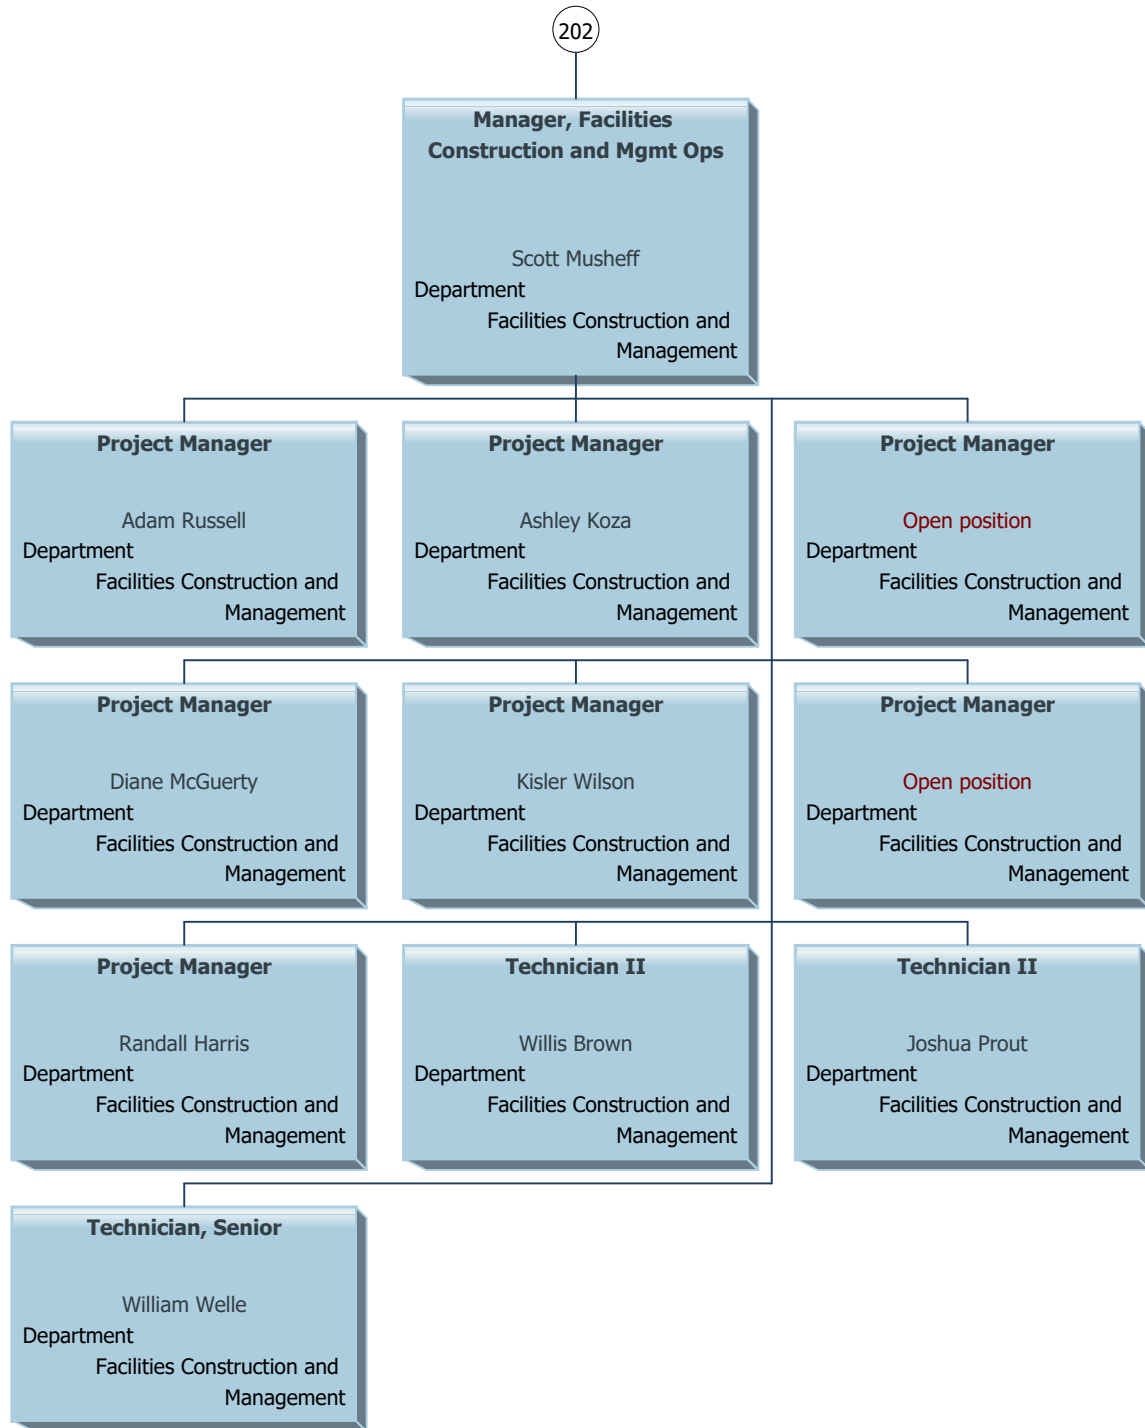 202
Manager, Facilities
Construction and Mgmt Ops
Scott Musheff
Department
Facilities Construction and
Management
Project Manager
Adam Russell
Department
Facilities Construction and
Management
Project Manager
Ashley Koza
Department
Facilities Construction and
Management
Project Manager
Open position
Department
Facilities Construction and
Management
Project Manager
Diane McGuerty
Department
Facilities Construction and
Management
Project Manager
Kisler Wilson
Department
Facilities Construction and
Management
Project Manager
Open position
Department
Facilities Construction and
Management
Project Manager
Randall Harris
Department
Facilities Construction and
Management
Technician II
Willis Brown
Department
Facilities Construction and
Management
Technician II
Joshua Prout
Department
Facilities Construction and
Management
Technician, Senior
William Welle
Department
Facilities Construction and
Management